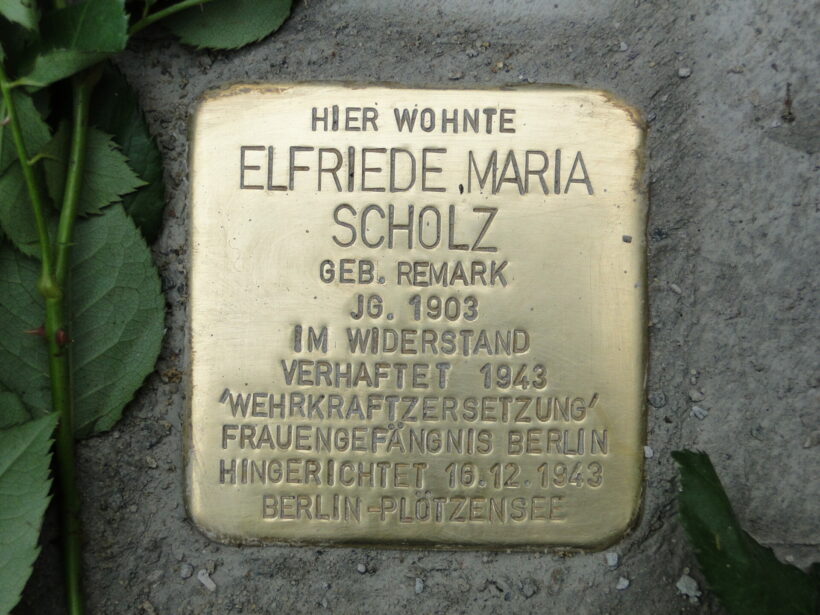 HIER WOHNTE
ELFRIEDE MARIA
SCHOLZ
GEB. REMARK
JG. 1903
IM WIDERSTAND
VERHAFTET 1943
'WEHRKRAFTZERSETZUNG'
FRAUENGEFÄNGNIS BERLIN
HINGERICHTET 16.12.1943
BERLIN-PLÖTZENSEE